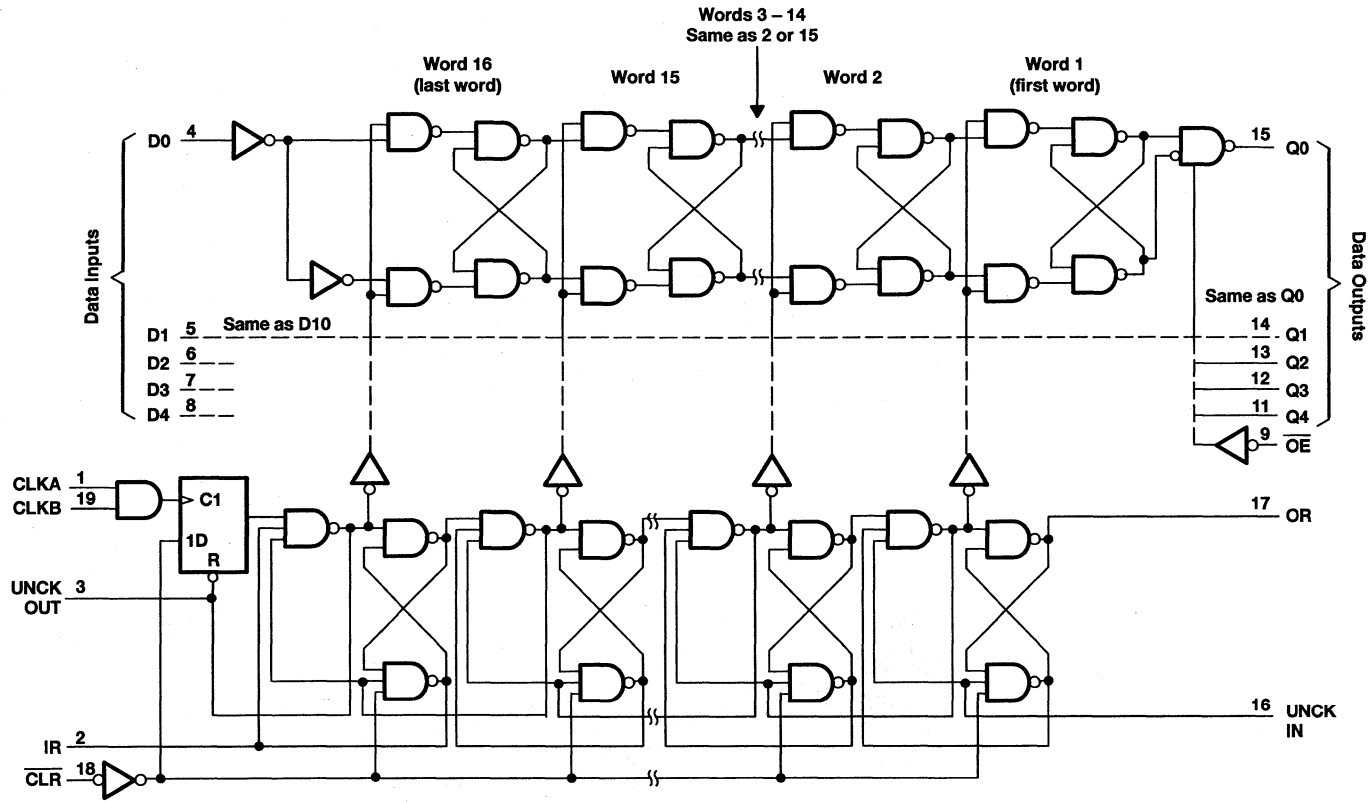 Words 3 – 14
Same as 2 or 15
Word 16
(last word)
Word 15
Word 2
Word 1
(first word)
D0 4
15 Q0
Data Inputs
Data Outputs
Same as Q0
Same as D10
D1 5
14 Q1
D2 6
13 Q2
D3 7
12 Q3
D4 8
11 Q4
9 OE
CLKA 1
CLKB 19
C1
1D
R
17 OR
UNCK OUT 3
16 UNCK IN
IR 2
CLR 18